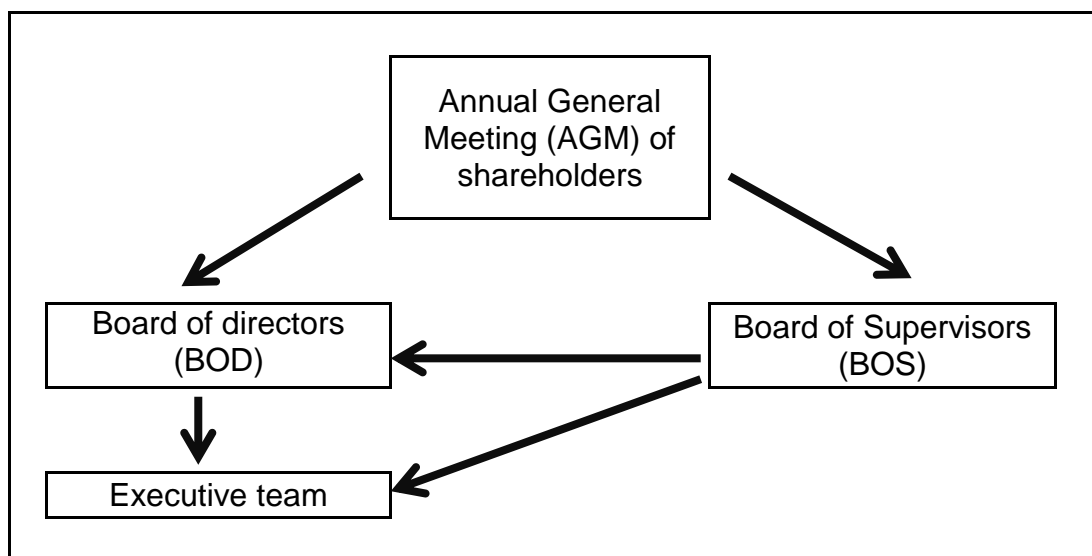 Annual General
Meeting (AGM) of
shareholders
Board of directors
(BOD)
Board of Supervisors
(BOS)
Executive team